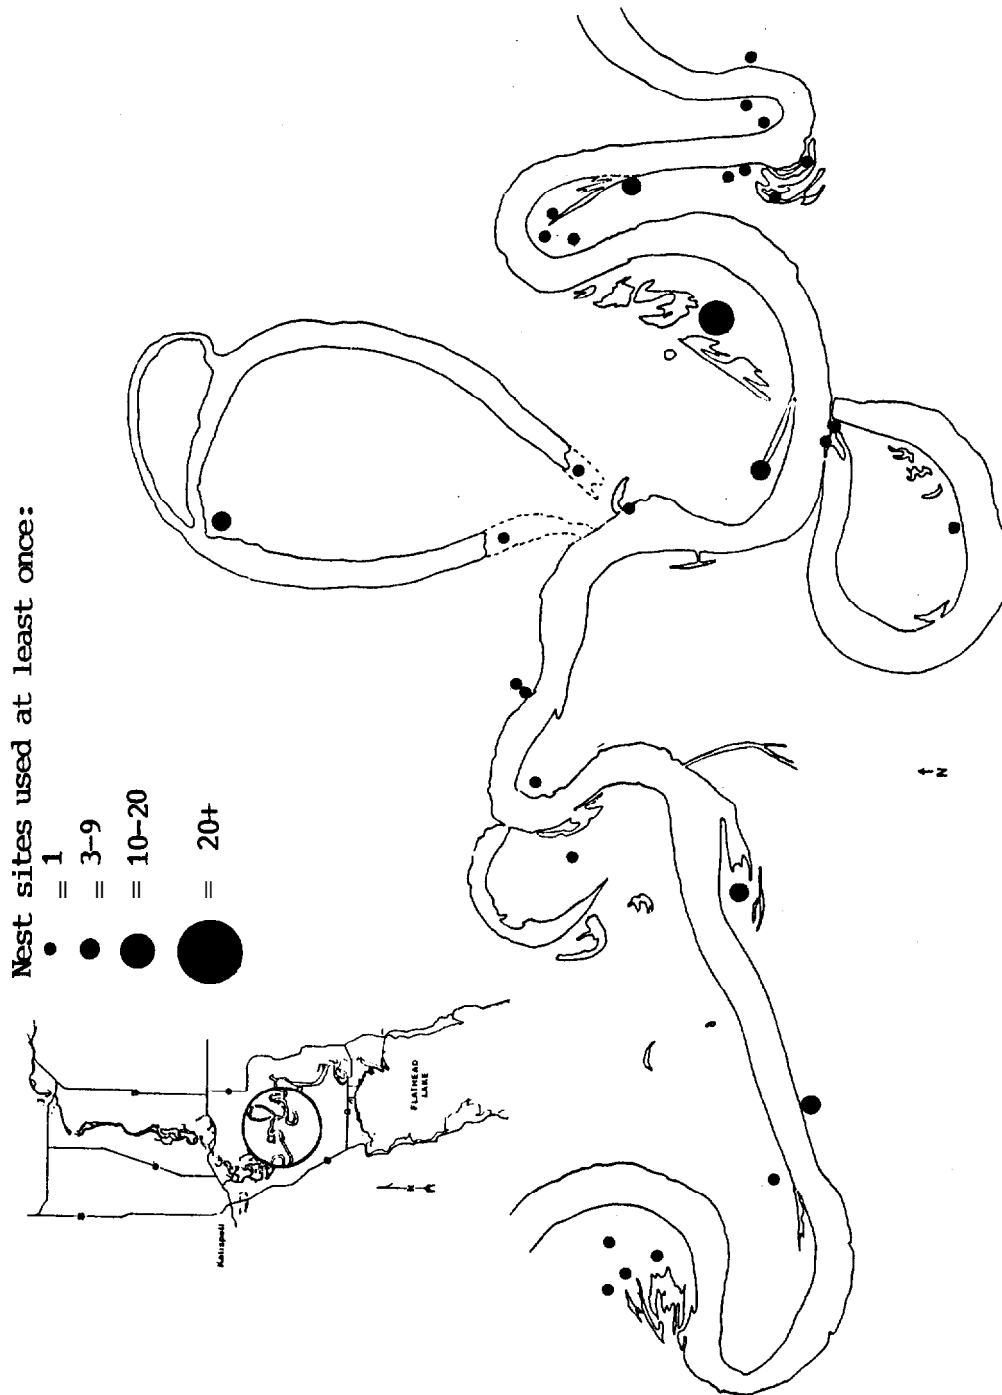 Nest sites used at least once:
= 1
= 3–9
= 10–20
= 20+
Kalispell
FLATHEAD
LAKE
N